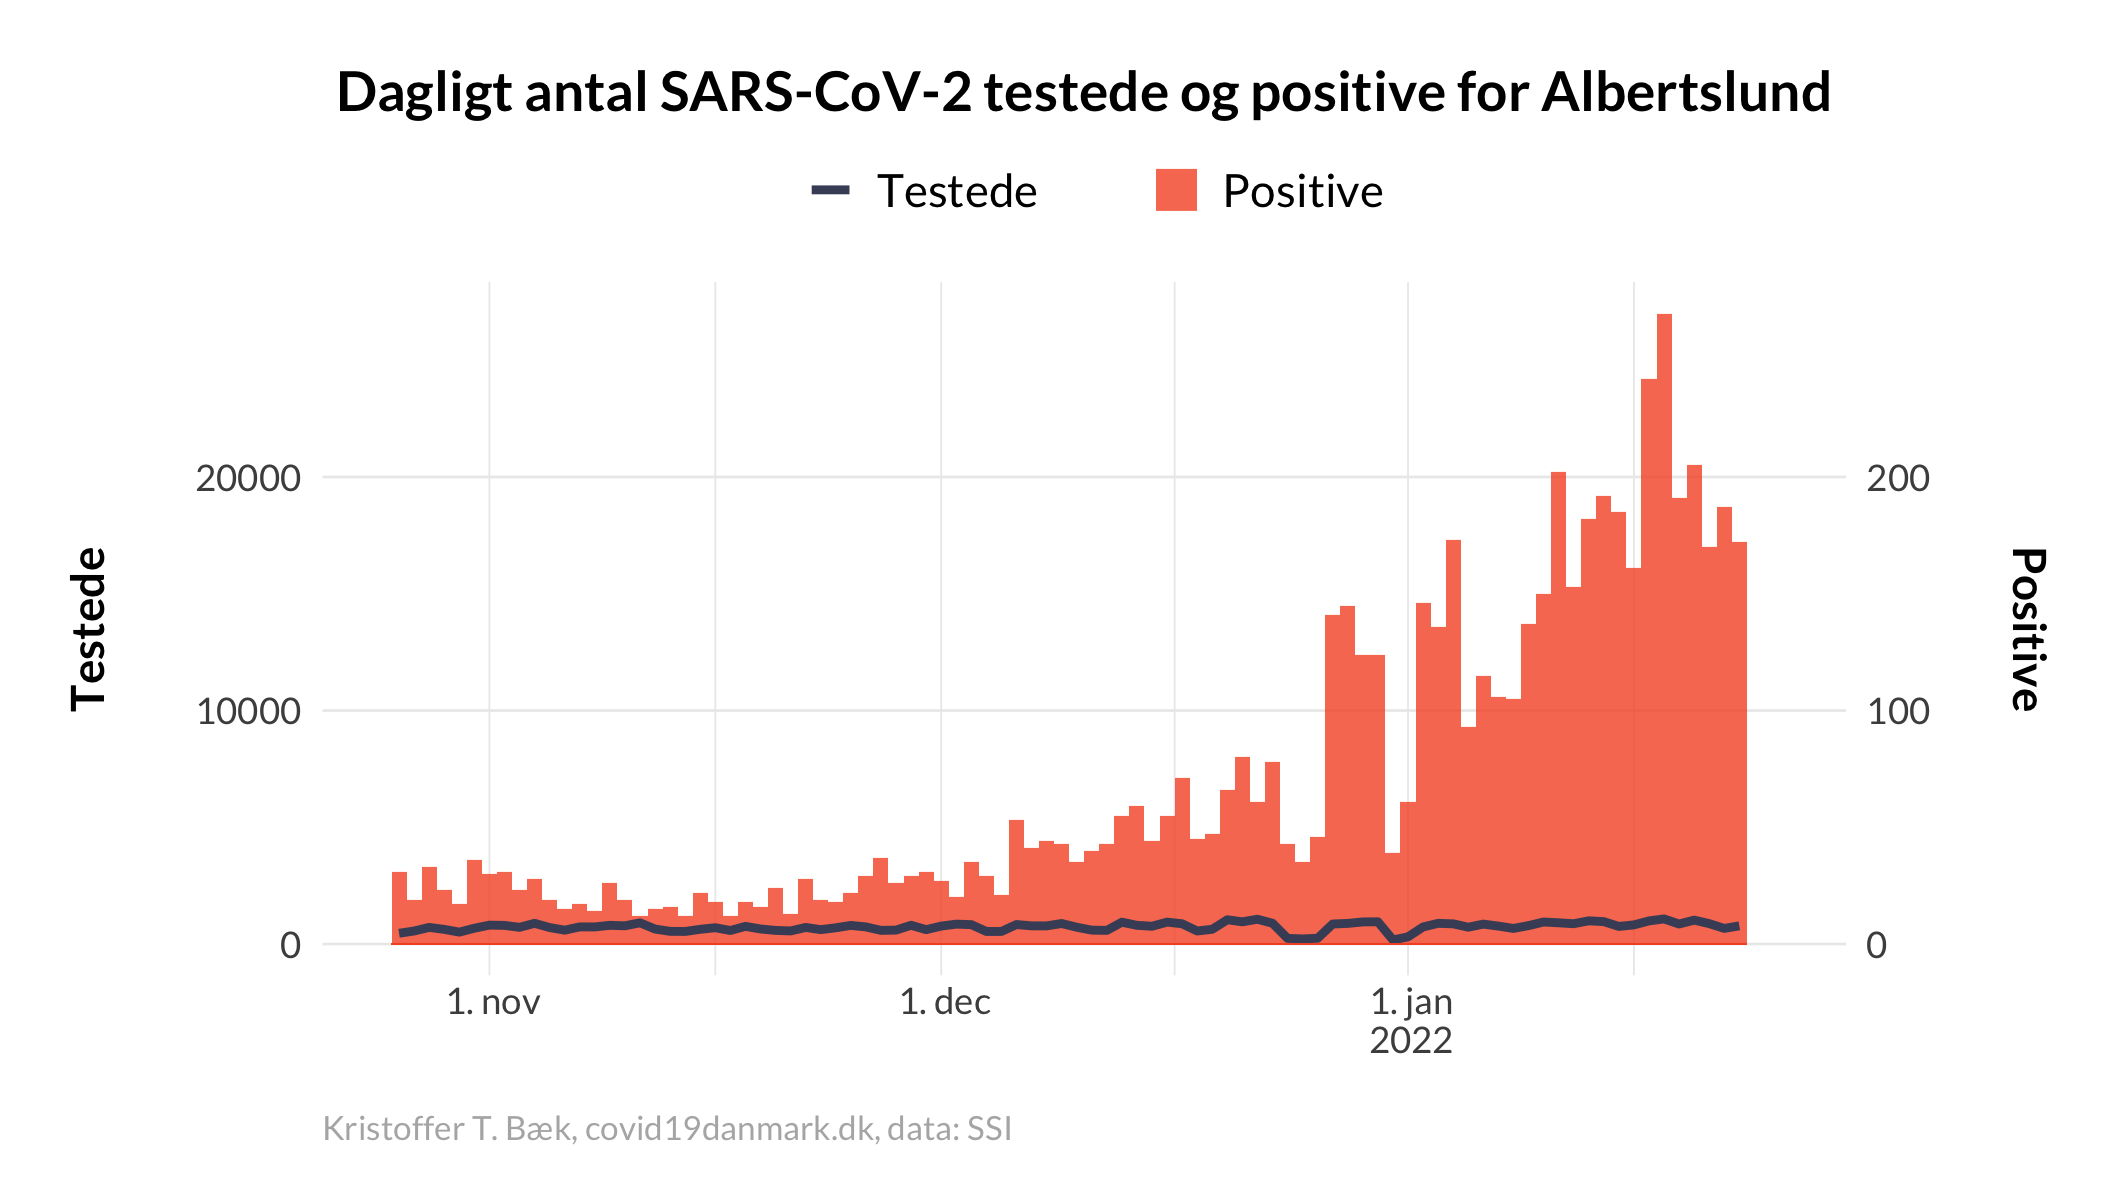 Dagligt antal SARS-CoV-2 testede og positive for Albertslund
Testede
Positive
20000
10000
0
Testede
200
100
0
Positive
1. nov
1. dec
1. jan
2022
Kristoffer T. Bæk, covid19danmark.dk, data: SSI